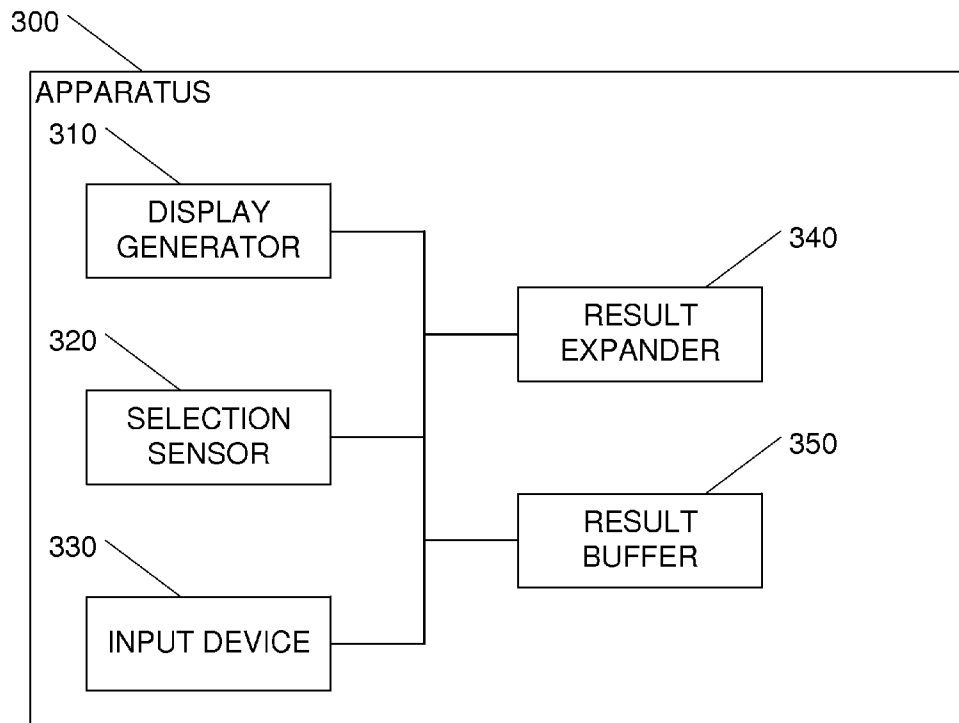 300
APPARATUS
310
DISPLAY
GENERATOR
320
SELECTION
SENSOR
330
INPUT DEVICE
340
RESULT
EXPANDER
350
RESULT
BUFFER